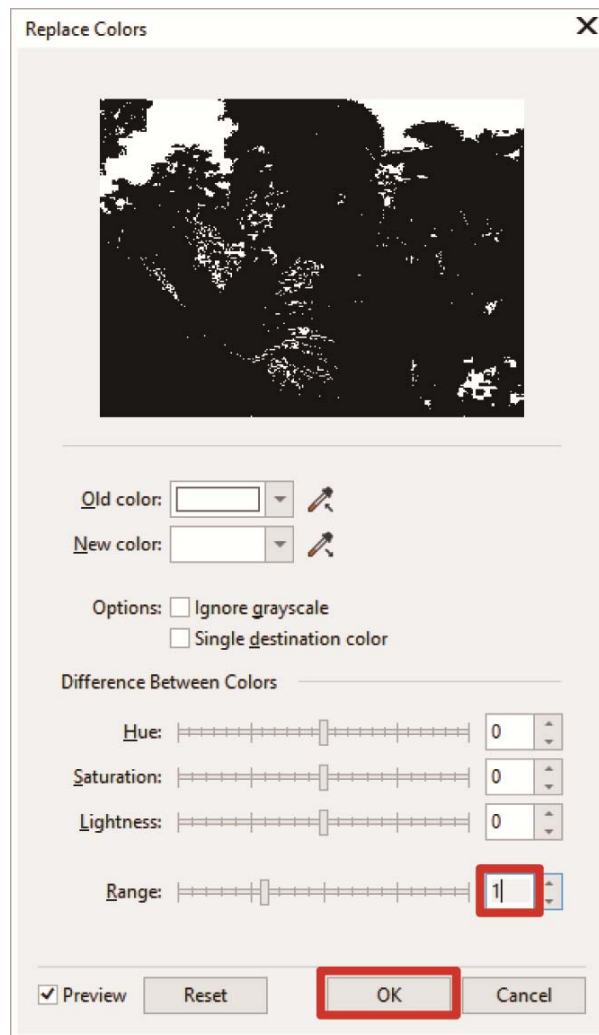 Replace Colors
Old color:
New color:
Options: Ignore grayscale
Single destination color
Difference Between Colors
Hue: 0
Saturation: 0
Lightness: 0
Range: 1
Preview Reset OK Cancel